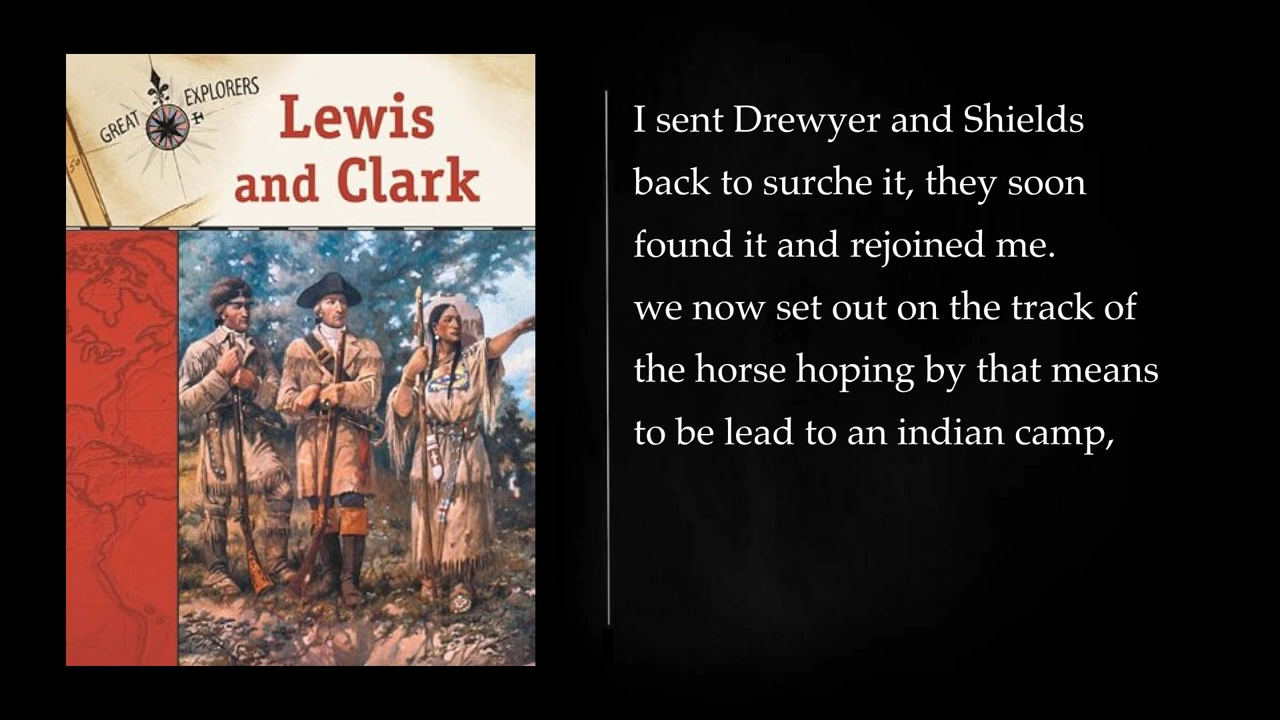 GREAT EXPLORERS
Lewis
and Clark
I sent Drewyer and Shields
back to surche it, they soon
found it and rejoined me.
we now set out on the track of
the horse hoping by that means
to be lead to an indian camp,